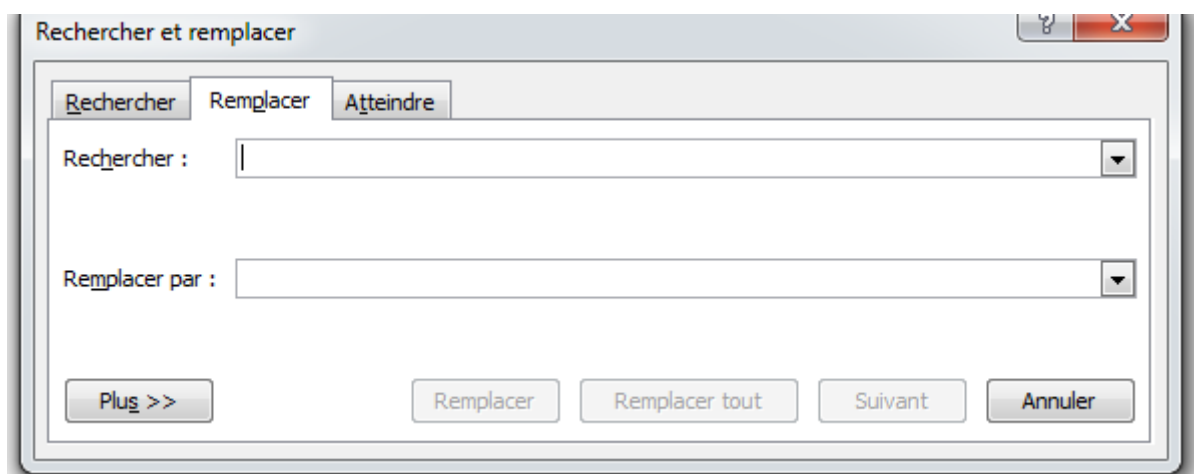 Rechercher et remplacer
Rechercher Remplacer Atteindre
Rechercher :
Remplacer par :
Plus >> Remplacer Remplacer tout Suivant Annuler